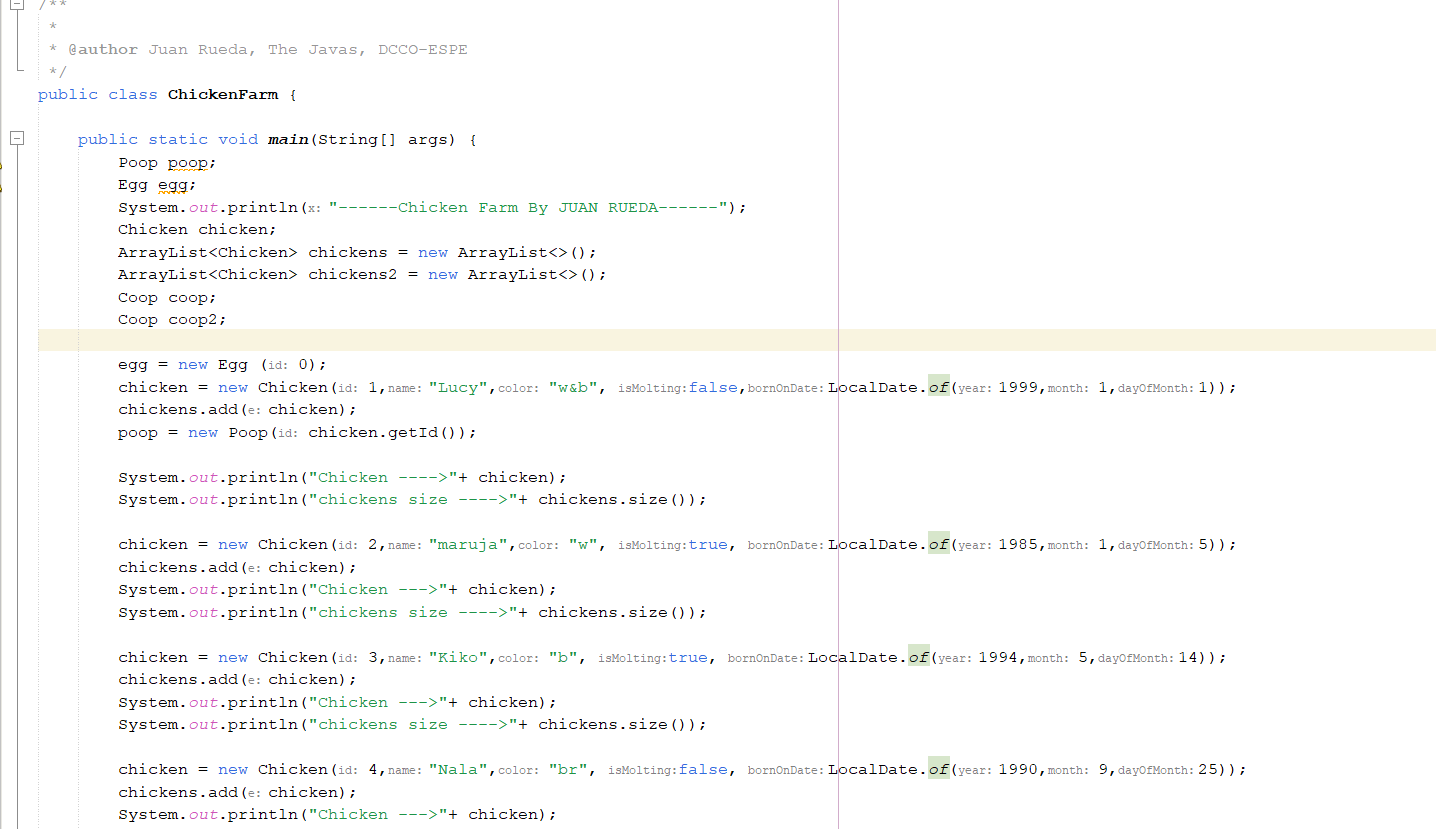 /**
*
* @author Juan Rueda, The Javas, DCCO-ESPE
*/
public class ChickenFarm {
public static void main(String[] args) {
Poop poop;
Egg egg;
System.out.println(x: "------Chicken Farm By JUAN RUEDA------");
Chicken chicken;
ArrayList<Chicken> chickens = new ArrayList<>();
ArrayList<Chicken> chickens2 = new ArrayList<>();
Coop coop;
Coop coop2;
egg = new Egg (id: 0);
chicken = new Chicken(id: 1,name: "Lucy",color: "w&b", isMolting:false,bornOnDate:LocalDate.of(year: 1999,month: 1,dayOfMonth: 1));
chickens.add(e: chicken);
poop = new Poop(id: chicken.getId());
System.out.println("Chicken ---->"+ chicken);
System.out.println("chickens size ---->"+ chickens.size());
chicken = new Chicken(id: 2,name: "maruja",color: "w", isMolting:true, bornOnDate:LocalDate.of(year: 1985,month: 1,dayOfMonth: 5));
chickens.add(e: chicken);
System.out.println("Chicken --->"+ chicken);
System.out.println("chickens size ---->"+ chickens.size());
chicken = new Chicken(id: 3,name: "Kiko",color: "b", isMolting:true, bornOnDate:LocalDate.of(year: 1994,month: 5,dayOfMonth: 14));
chickens.add(e: chicken);
System.out.println("Chicken --->"+ chicken);
System.out.println("chickens size ---->"+ chickens.size());
chicken = new Chicken(id: 4,name: "Nala",color: "br", isMolting:false, bornOnDate:LocalDate.of(year: 1990,month: 9,dayOfMonth: 25));
chickens.add(e: chicken);
System.out.println("Chicken --->"+ chicken);